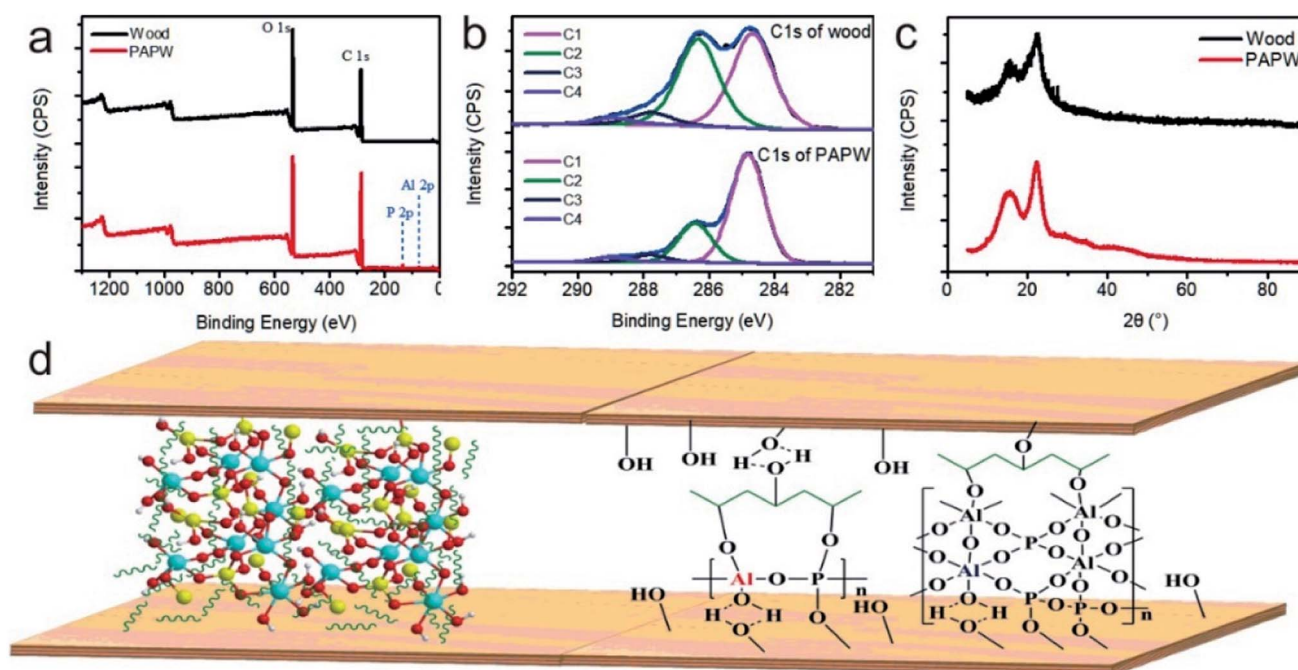 a
Wood
PAPW
O 1s
C 1s
Al 2p
P 2p
Intensity (CPS)
1200 1000 800 600 400 200 0
Binding Energy (eV)
b
C1
C2
C3
C4
C1s of wood
C1
C2
C3
C4
C1s of PAPW
Intensity (CPS)
292 290 288 286 284 282
Binding Energy (eV)
c
Wood
PAPW
Intensity (CPS)
0 20 40 60 80
2θ (°)
d
OH
OH
O
H H
O
OH
O O
Al O P
n
O O
H H
O
HO
HO
O O
Al Al
O O O O O
P
O O O
Al Al
O O O O
O
H H
O
P P O
n
O O
HO